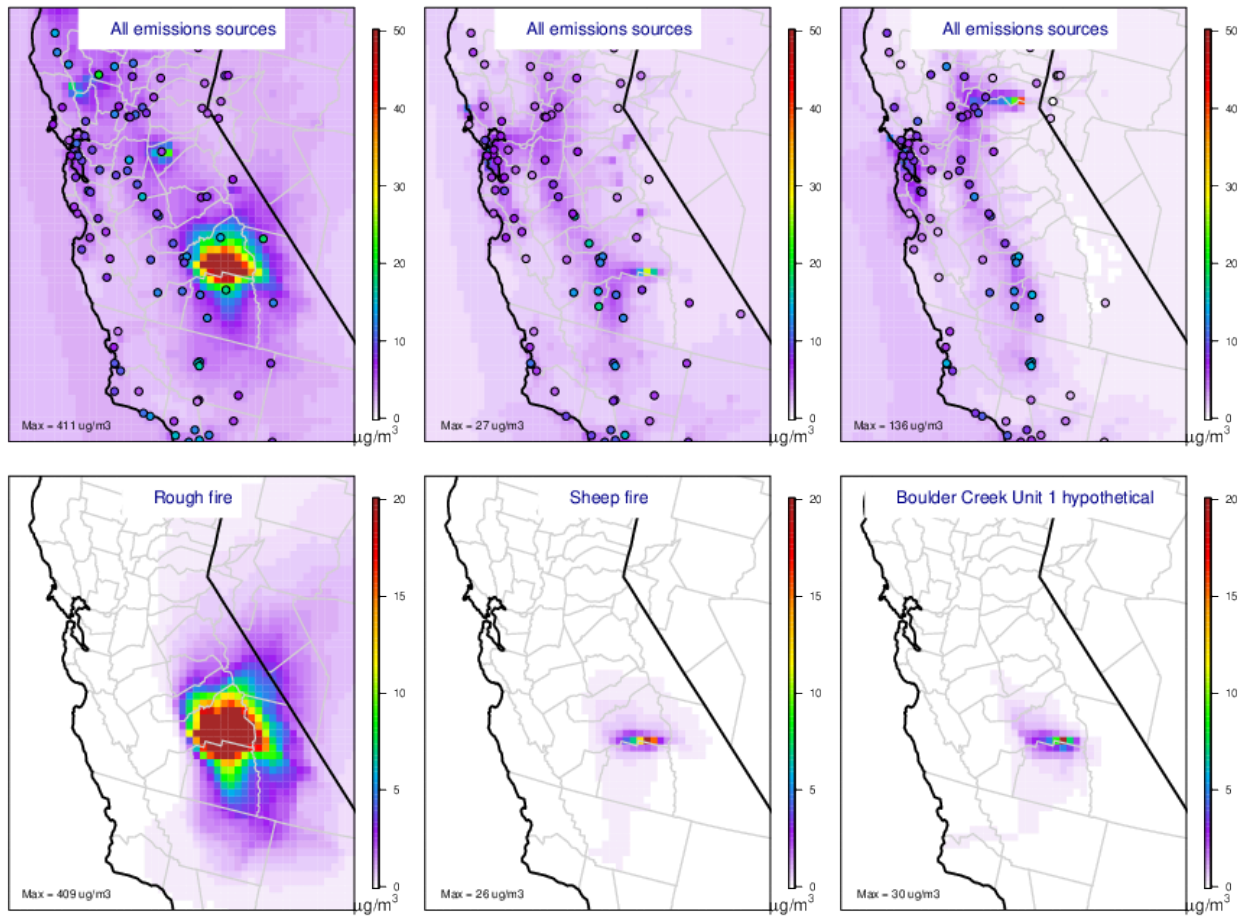 All emissions sources
50
40
30
20
10
0
Max = 411 ug/m3
µg/m³
All emissions sources
50
40
30
20
10
0
Max = 27 ug/m3
µg/m³
All emissions sources
50
40
30
20
10
0
Max = 136 ug/m3
µg/m³
Rough fire
20
15
10
5
0
Max = 409 ug/m3
µg/m³
Sheep fire
20
15
10
5
0
Max = 26 ug/m3
µg/m³
Boulder Creek Unit 1 hypothetical
20
15
10
5
0
Max = 30 ug/m3
µg/m³